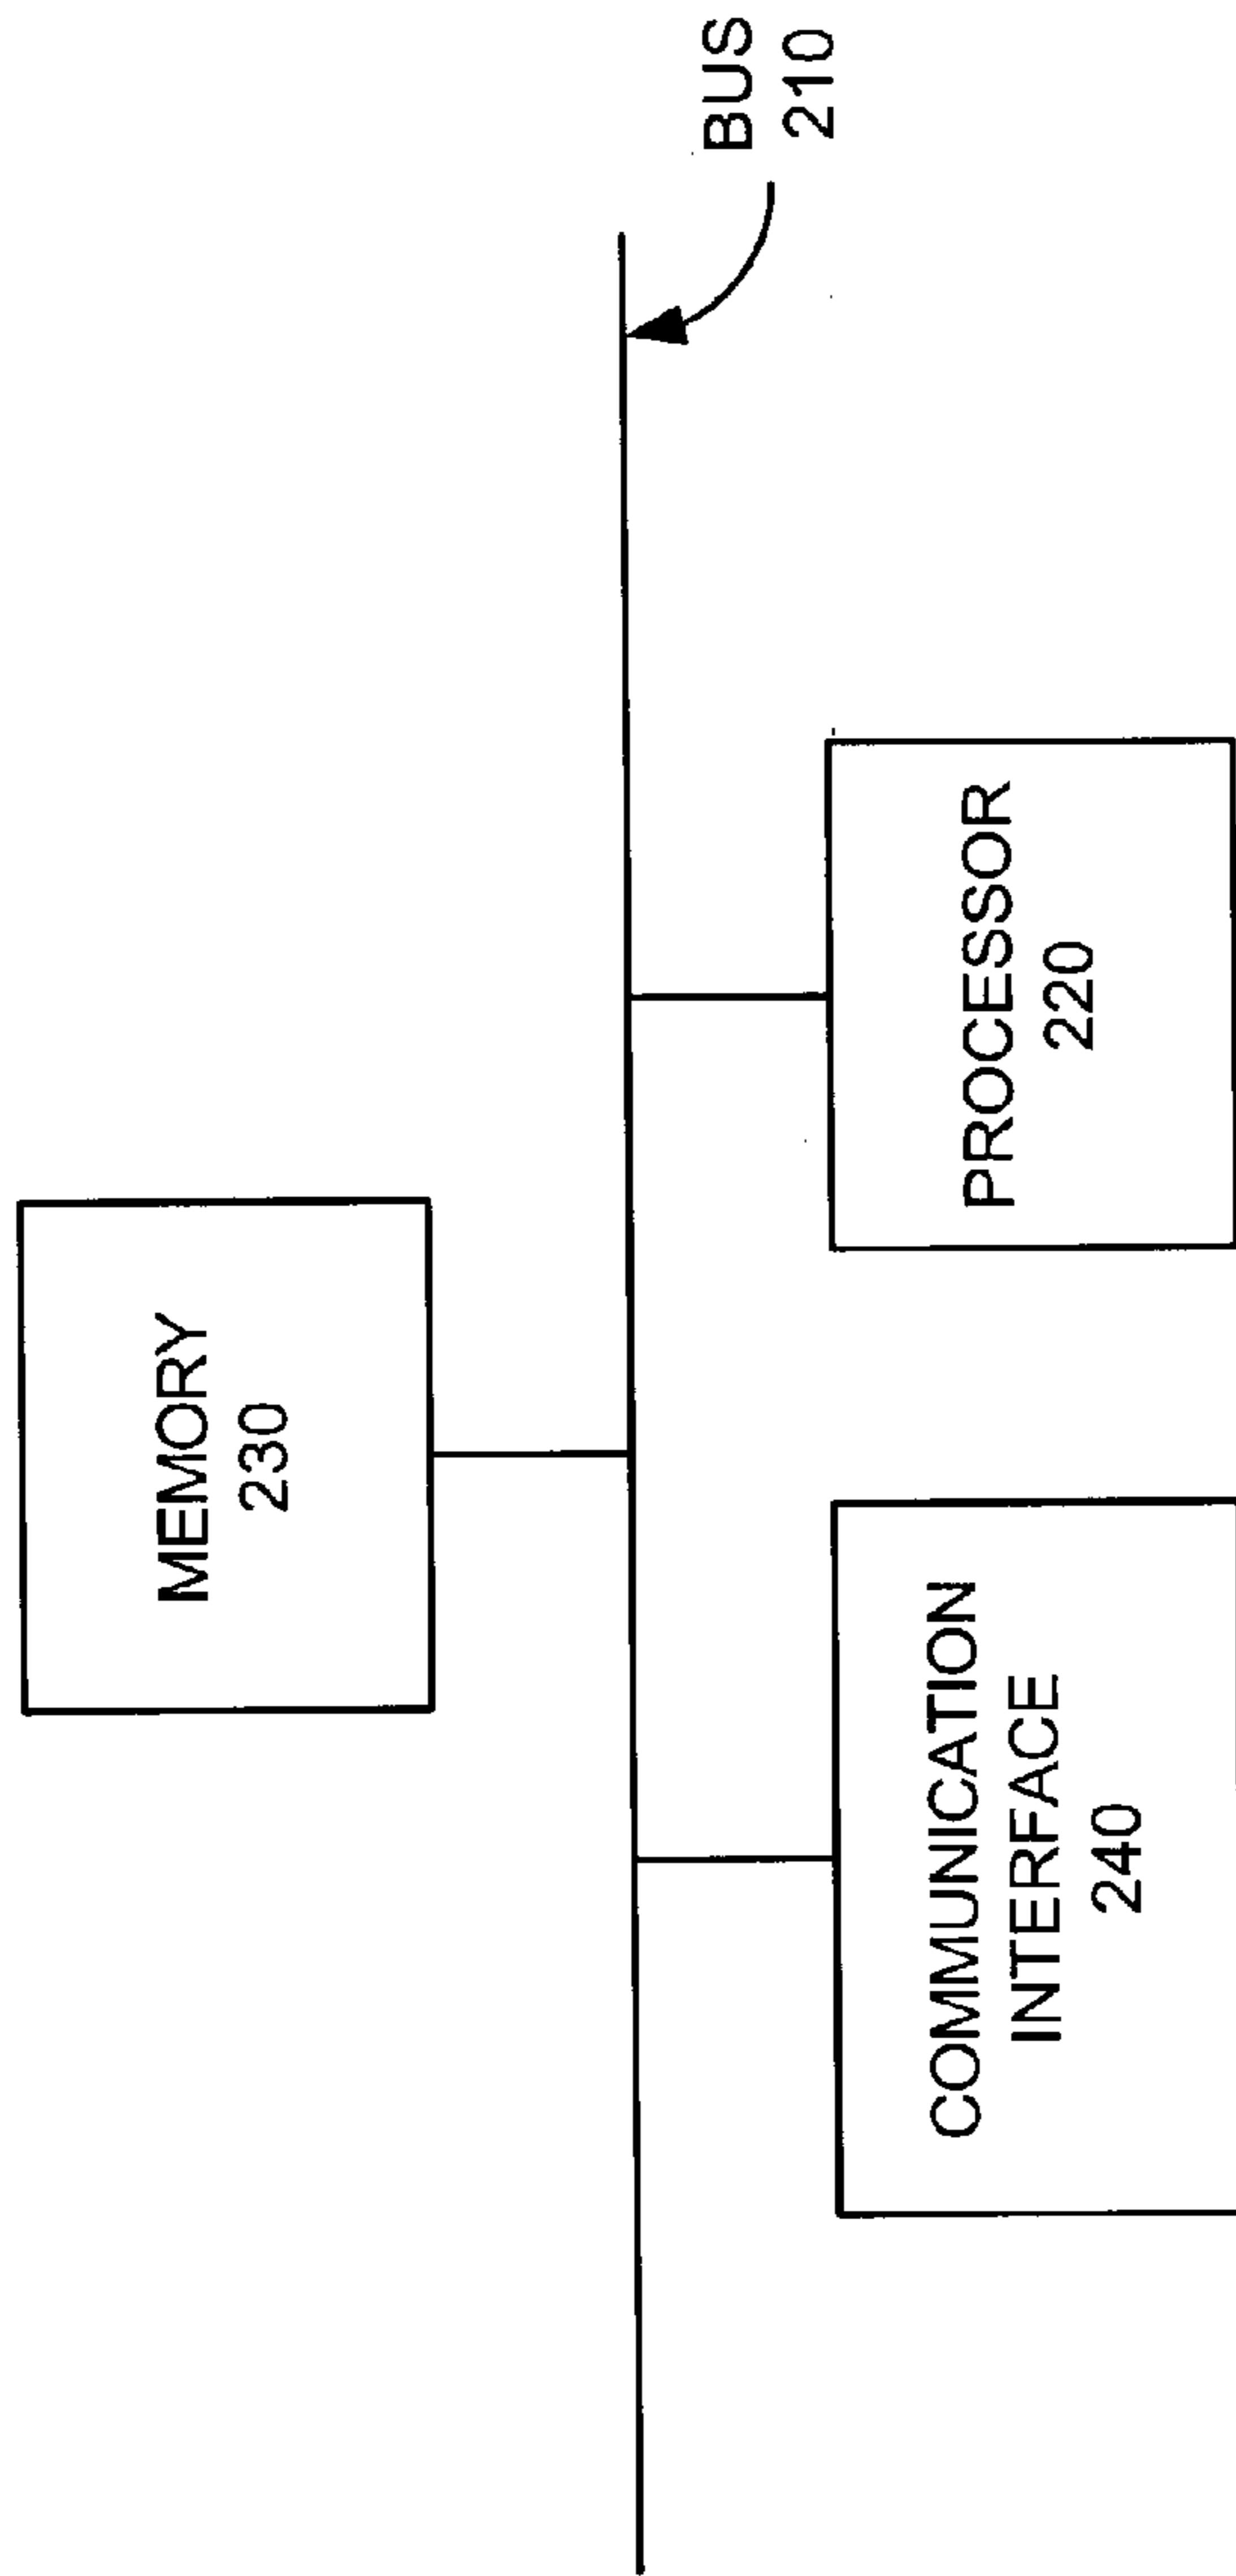 MEMORY
230
BUS
210
COMMUNICATION
INTERFACE
240
PROCESSOR
220